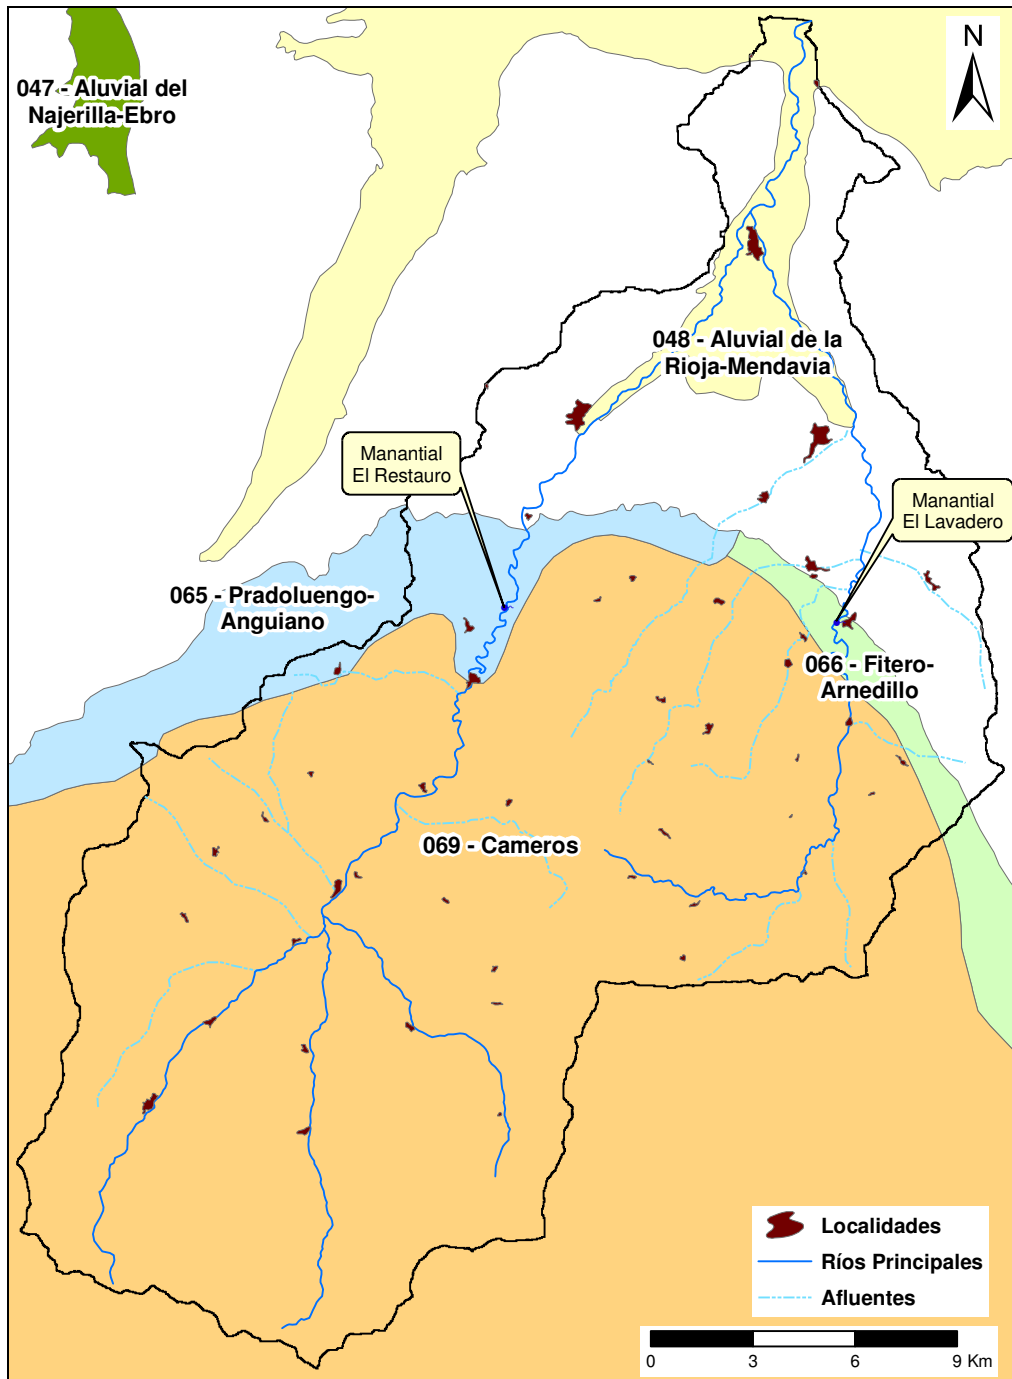 047 - Aluvial del
Najerilla-Ebro
N
048 - Aluvial de la
Rioja-Mendavia
Manantial
El Restauro
Manantial
El Lavadero
065 - Pradoluengo-
Anguiano
066 - Fitero-
Arnedillo
069 - Cameros
Localidades
Ríos Principales
Afluentes
0 3 6 9 Km